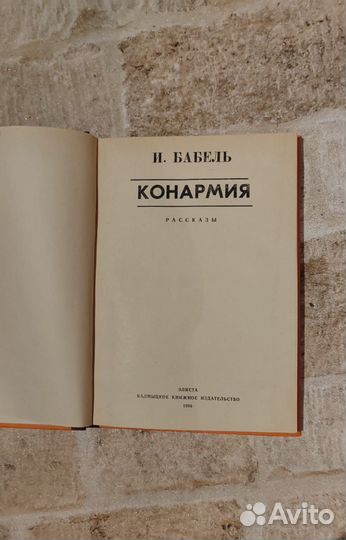 И. БАБЕЛЬ
КОНАРМИЯ
РАССКАЗЫ
ЭЛИСТА
КАЛМЫЦКОЕ КНИЖНОЕ ИЗДАТЕЛЬСТВО
Avito